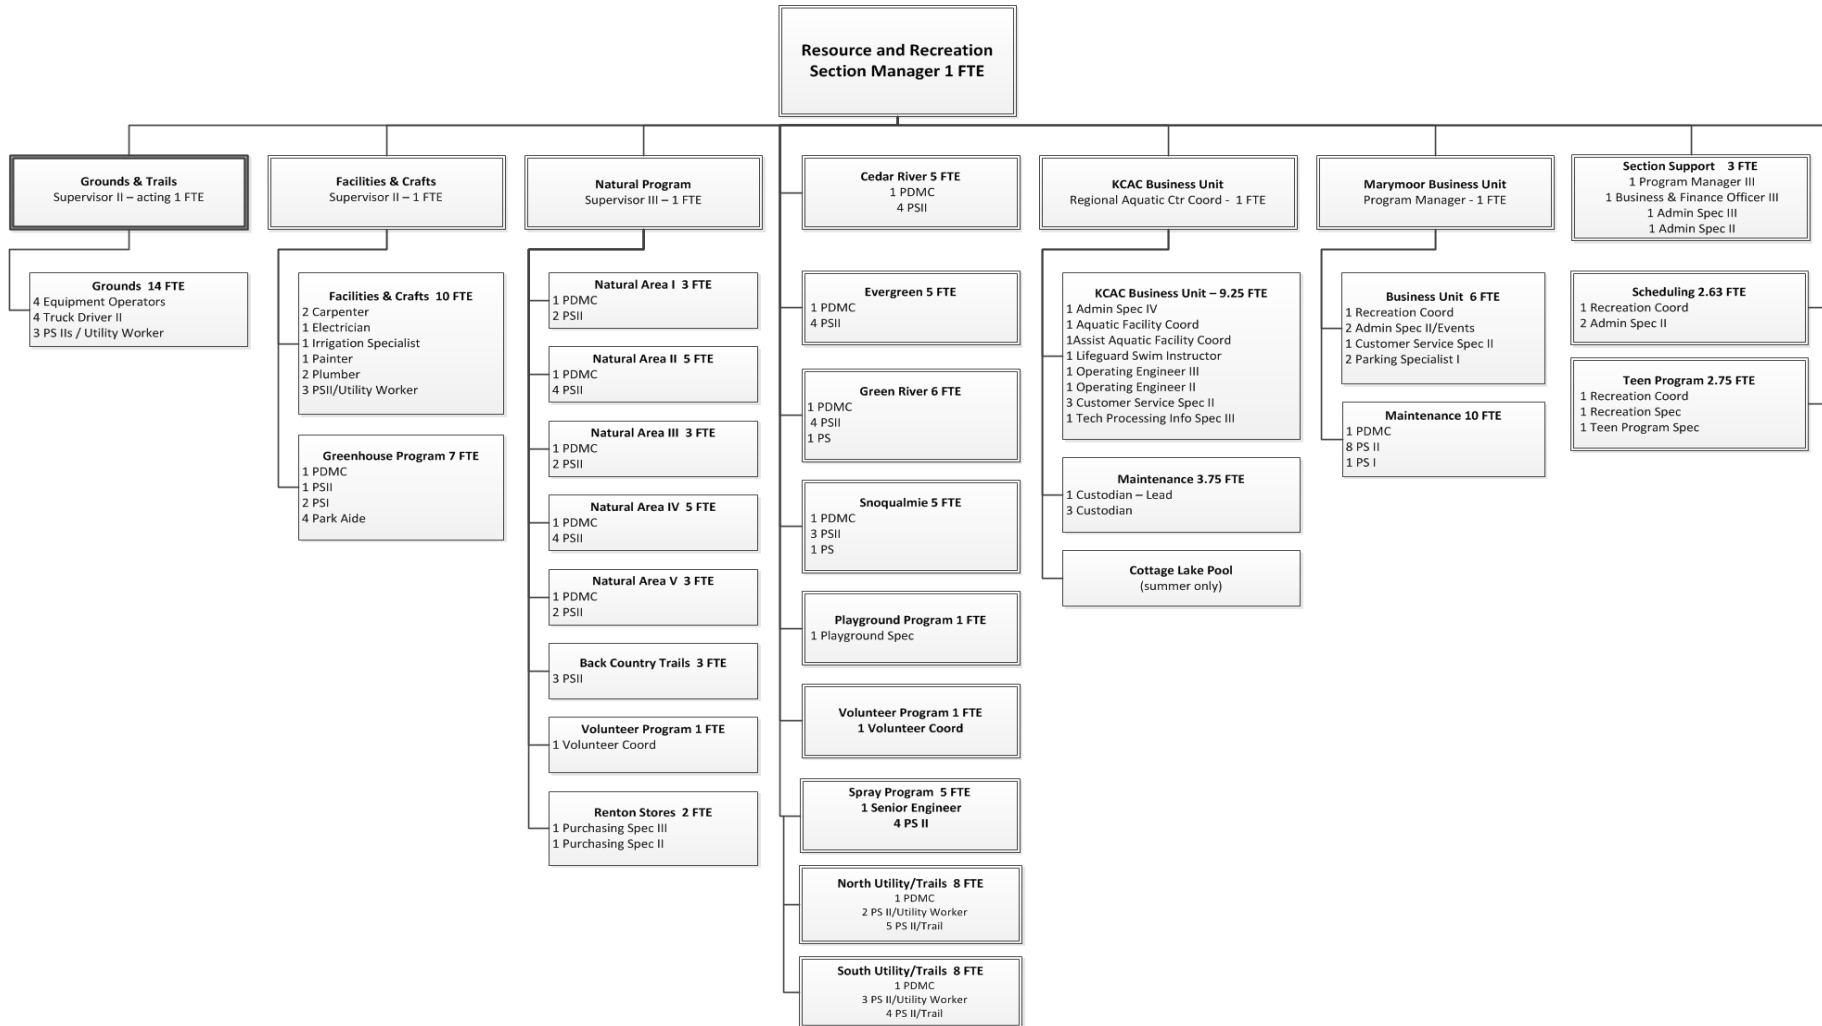 Resource and Recreation
Section Manager 1 FTE
Grounds & Trails
Supervisor II – acting 1 FTE
Grounds  14 FTE
4 Equipment Operators
4 Truck Driver II
3 PS IIs / Utility Worker
Facilities & Crafts
Supervisor II – 1 FTE
Facilities & Crafts  10 FTE
2 Carpenter
1 Electrician
1 Irrigation Specialist
1 Painter
2 Plumber
3 PSII/Utility Worker
Greenhouse Program 7 FTE
1 PDMC
1 PSII
2 PSI
4 Park Aide
Natural Program
Supervisor III – 1 FTE
Natural Area I  3 FTE
1 PDMC
2 PSII
Natural Area II  5 FTE
1 PDMC
4 PSII
Natural Area III  3 FTE
1 PDMC
2 PSII
Natural Area IV  5 FTE
1 PDMC
4 PSII
Natural Area V  3 FTE
1 PDMC
2 PSII
Back Country Trails  3 FTE
3 PSII
Volunteer Program 1 FTE
1 Volunteer Coord
Renton Stores  2 FTE
1 Purchasing Spec III
1 Purchasing Spec II
Cedar River 5 FTE
1 PDMC
4 PSII
Evergreen 5 FTE
1 PDMC
4 PSII
Green River 6 FTE
1 PDMC
4 PSII
1 PS
Snoqualmie 5 FTE
1 PDMC
3 PSII
1 PS
Playground Program 1 FTE
1 Playground Spec
Volunteer Program 1 FTE
1 Volunteer Coord
Spray Program  5 FTE
1 Senior Engineer
4 PS II
North Utility/Trails  8 FTE
1 PDMC
2 PS II/Utility Worker
5 PS II/Trail
South Utility/Trails  8 FTE
1 PDMC
3 PS II/Utility Worker
4 PS II/Trail
KCAC Business Unit
Regional Aquatic Ctr Coord -  1 FTE
KCAC Business Unit – 9.25 FTE
1 Admin Spec IV
1 Aquatic Facility Coord
1Assist Aquatic Facility Coord
1 Lifeguard Swim Instructor
1 Operating Engineer III
1 Operating Engineer II
3 Customer Service Spec II
1 Tech Processing Info Spec III
Maintenance 3.75 FTE
1 Custodian – Lead
3 Custodian
Cottage Lake Pool
(summer only)
Marymoor Business Unit
Program Manager - 1 FTE
Business Unit  6 FTE
1 Recreation Coord
2 Admin Spec II/Events
1 Customer Service Spec II
2 Parking Specialist I
Maintenance 10 FTE
1 PDMC
8 PS II
1 PS I
Section Support    3 FTE
1 Program Manager III
1 Business & Finance Officer III
1 Admin Spec III
1 Admin Spec II
Scheduling 2.63 FTE
1 Recreation Coord
2 Admin Spec II
Teen Program 2.75 FTE
1 Recreation Coord
1 Recreation Spec
1 Teen Program Spec